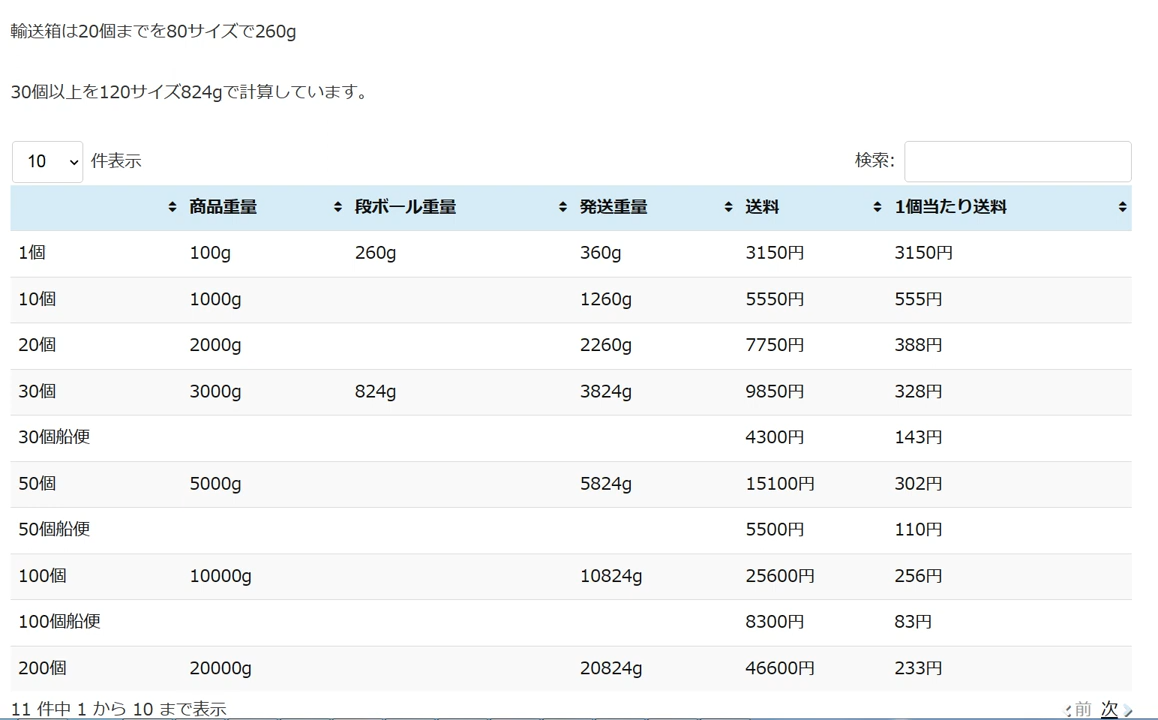 輸送箱は20個までを80サイズで260g
30個以上を120サイズ824gで計算しています。
10 件表示 検索:
商品重量 段ボール重量 発送重量 送料 1個当たり送料
1個 100g 260g 360g 3150円 3150円
10個 1000g 1260g 5550円 555円
20個 2000g 2260g 7750円 388円
30個 3000g 824g 3824g 9850円 328円
30個船便 4300円 143円
50個 5000g 5824g 15100円 302円
50個船便 5500円 110円
100個 10000g 10824g 25600円 256円
100個船便 8300円 83円
200個 20000g 20824g 46600円 233円
11 件中 1 から 10 まで表示 前 次